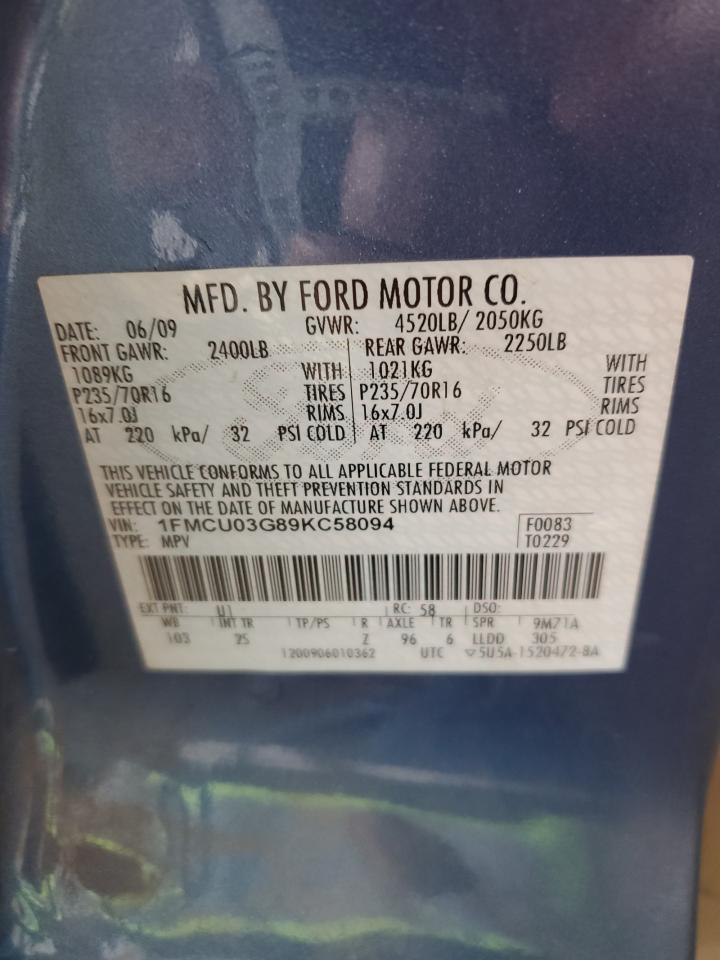 MFD. BY FORD MOTOR CO.
DATE: 06/09 GVWR: 4520LB/ 2050KG
FRONT GAWR: 2400LB REAR GAWR: 2250LB
1089KG WITH 1021KG WITH
P235/70R16 TIRES P235/70R16 TIRES
16x7.0J RIMS 16x7.0J RIMS
AT 220 kPa/ 32 PSI COLD AT 220 kPa/ 32 PSI COLD
THIS VEHICLE CONFORMS TO ALL APPLICABLE FEDERAL MOTOR
VEHICLE SAFETY AND THEFT PREVENTION STANDARDS IN
EFFECT ON THE DATE OF MANUFACTURE SHOWN ABOVE.
VIN: 1FMCU03G89KC58094 F0083
TYPE: MPV T0229
EXT PNT: U1 RC: 58 DSO:
WB INT TR TP/PS R AXLE TR SPR 9M71A
103 2S Z 96 6 LLDD 305
1200906010362 UTC ▽5U5A-1520472-8A